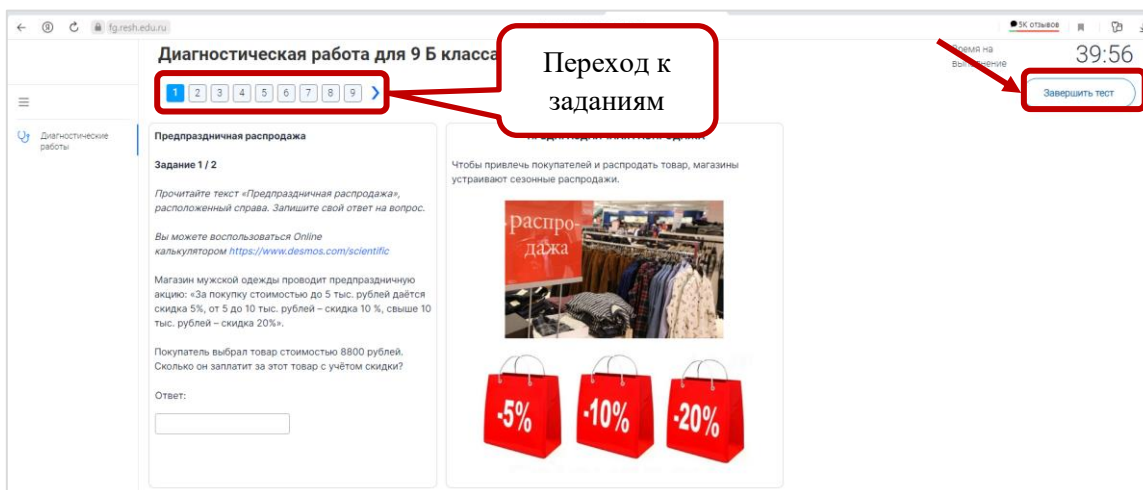 fg.resh.edu.ru
5К отзывов
Диагностическая работа для 9 Б класса
Переход к
заданиям
Время на
выполнение
39:56
1 2 3 4 5 6 7 8 9
Завершить тест
Диагностические
работы
Предпраздничная распродажа
Задание 1 / 2
Прочитайте текст «Предпраздничная распродажа»,
расположенный справа. Запишите свой ответ на вопрос.
Вы можете воспользоваться Online
калькулятором https://www.desmos.com/scientific
Магазин мужской одежды проводит предпраздничную
акцию: «За покупку стоимостью до 5 тыс. рублей даётся
скидка 5%, от 5 до 10 тыс. рублей – скидка 10 %, свыше 10
тыс. рублей – скидка 20%».
Покупатель выбрал товар стоимостью 8800 рублей.
Сколько он заплатит за этот товар с учётом скидки?
Ответ:
Чтобы привлечь покупателей и распродать товар, магазины
устраивают сезонные распродажи.
распро-
дажа
-5%
-10%
-20%